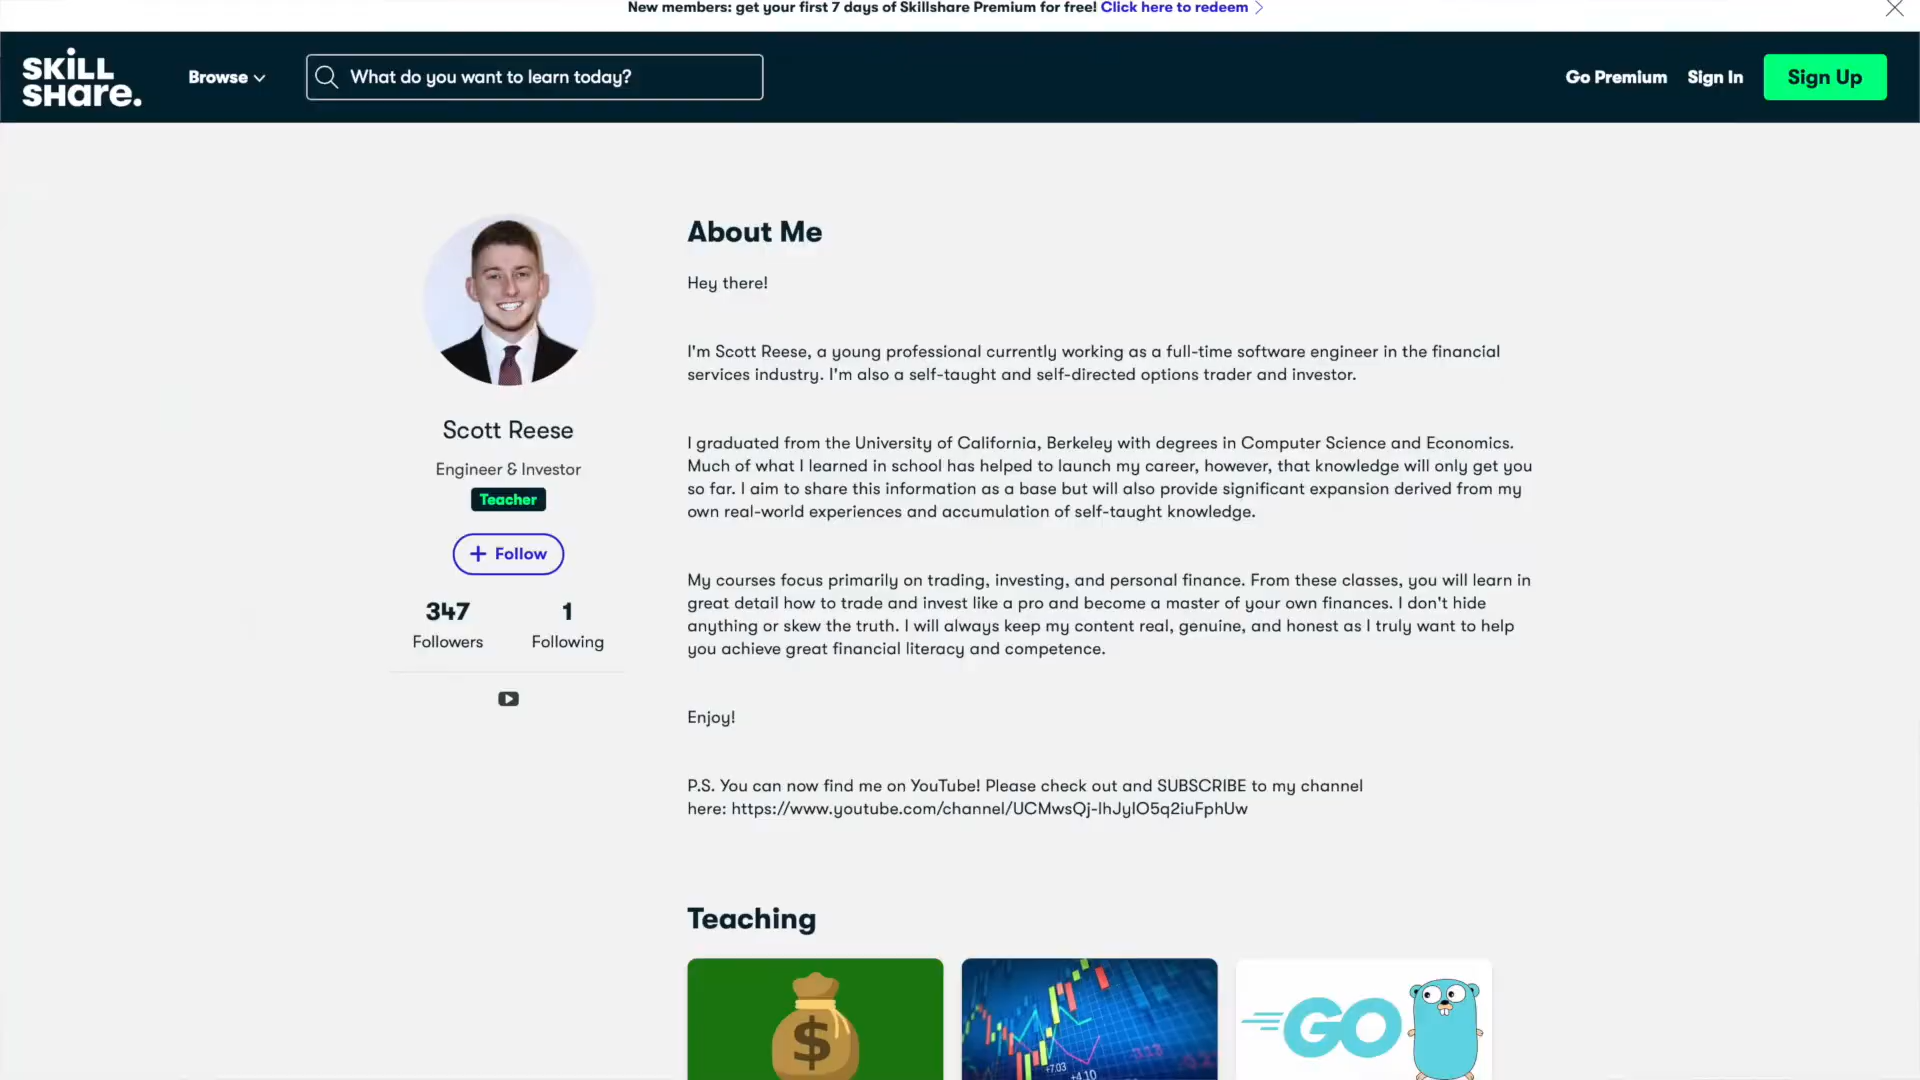 New members: get your first 7 days of Skillshare Premium for free! Click here to redeem
SKILL
SHare.
Browse
What do you want to learn today?
Go Premium
Sign In
Sign Up
Scott Reese
Engineer & Investor
Teacher
+ Follow
347
Followers
1
Following
About Me
Hey there!
I'm Scott Reese, a young professional currently working as a full-time software engineer in the financial
services industry. I'm also a self-taught and self-directed options trader and investor.
I graduated from the University of California, Berkeley with degrees in Computer Science and Economics.
Much of what I learned in school has helped to launch my career, however, that knowledge will only get you
so far. I aim to share this information as a base but will also provide significant expansion derived from my
own real-world experiences and accumulation of self-taught knowledge.
My courses focus primarily on trading, investing, and personal finance. From these classes, you will learn in
great detail how to trade and invest like a pro and become a master of your own finances. I don't hide
anything or skew the truth. I will always keep my content real, genuine, and honest as I truly want to help
you achieve great financial literacy and competence.
Enjoy!
P.S. You can now find me on YouTube! Please check out and SUBSCRIBE to my channel
here: https://www.youtube.com/channel/UCMwsQj-lhJylO5q2iuFphUw
Teaching
$
+7.03
+4.10
3.13
GO